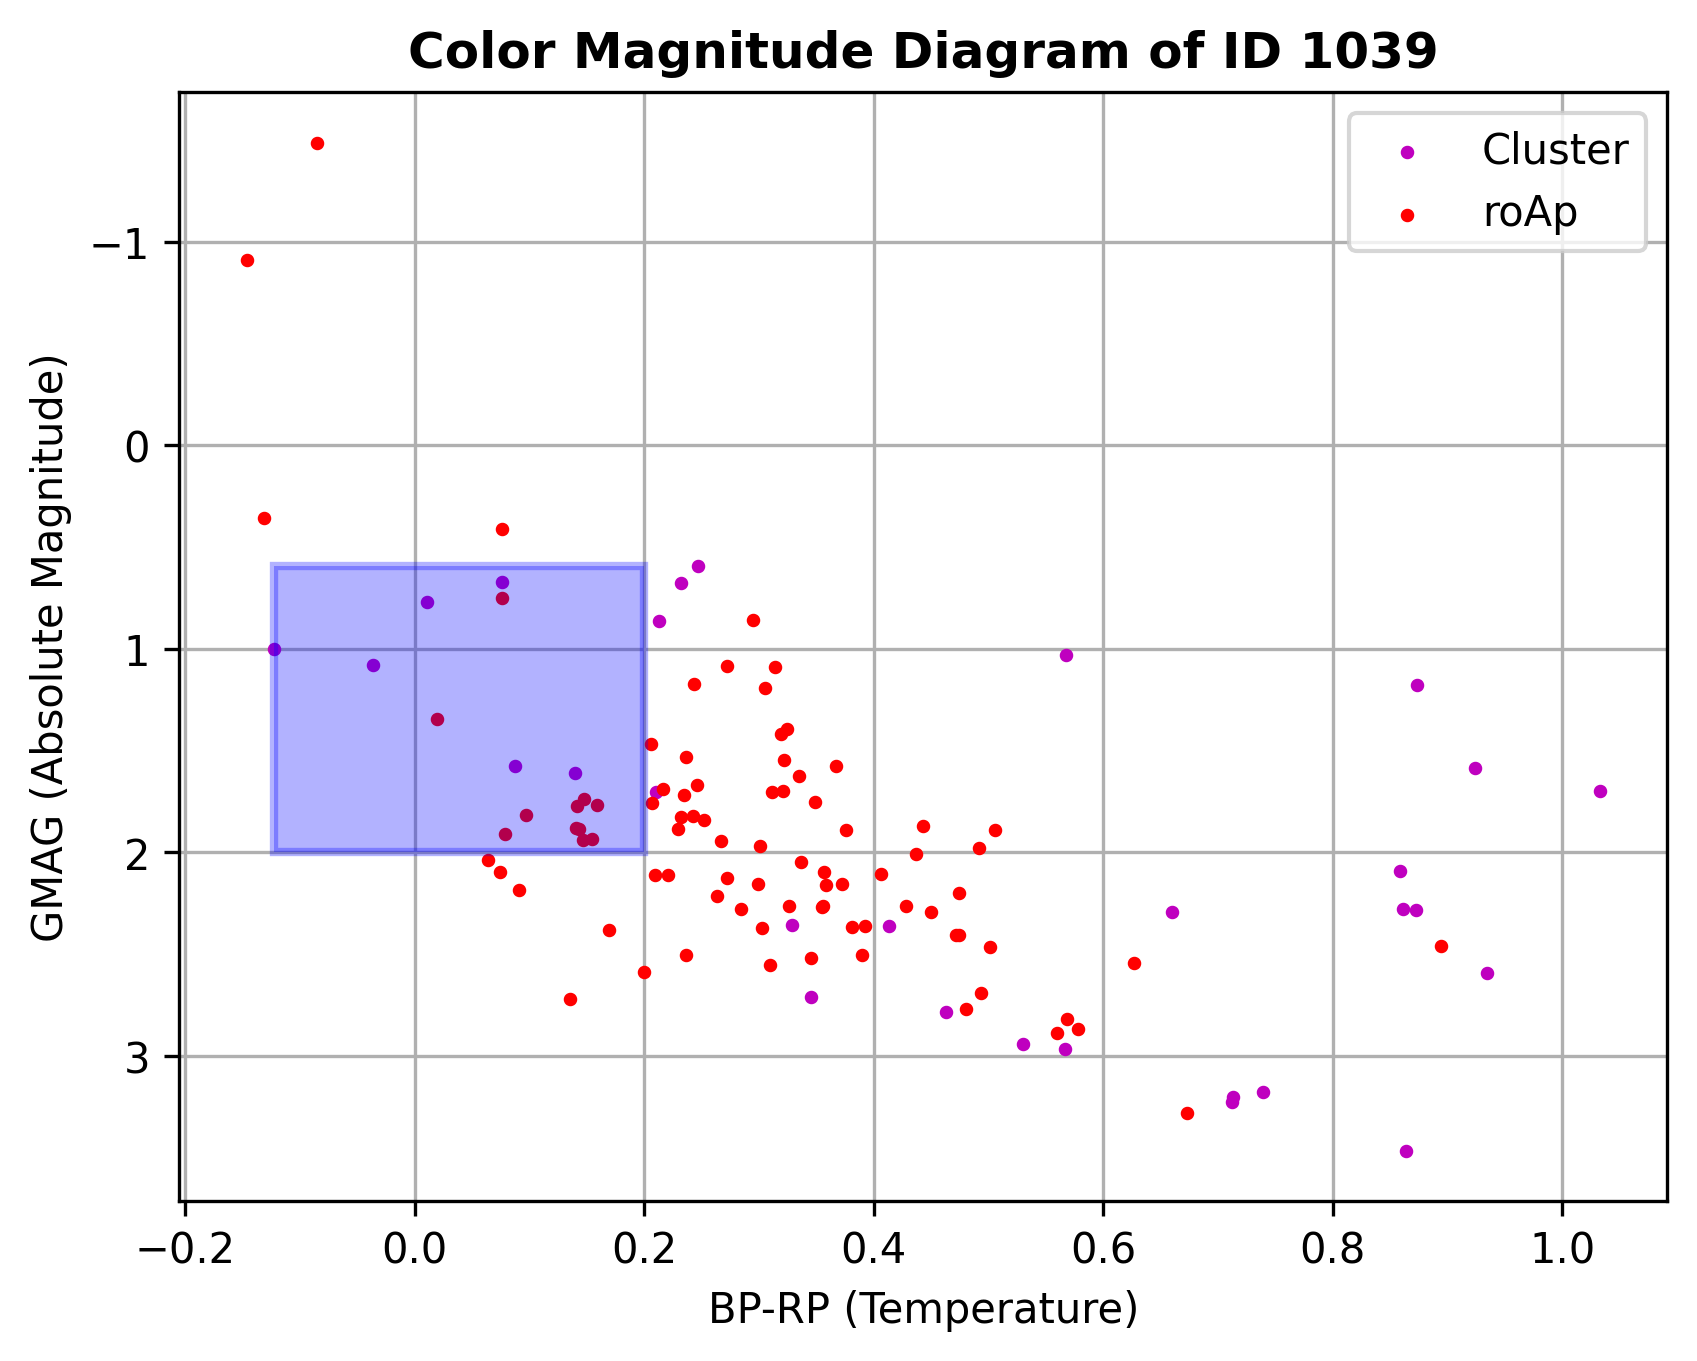 Color Magnitude Diagram of ID 1039
Cluster
roAp
GMAG (Absolute Magnitude)
−1
0
1
2
3
−0.2 0.0 0.2 0.4 0.6 0.8 1.0
BP-RP (Temperature)